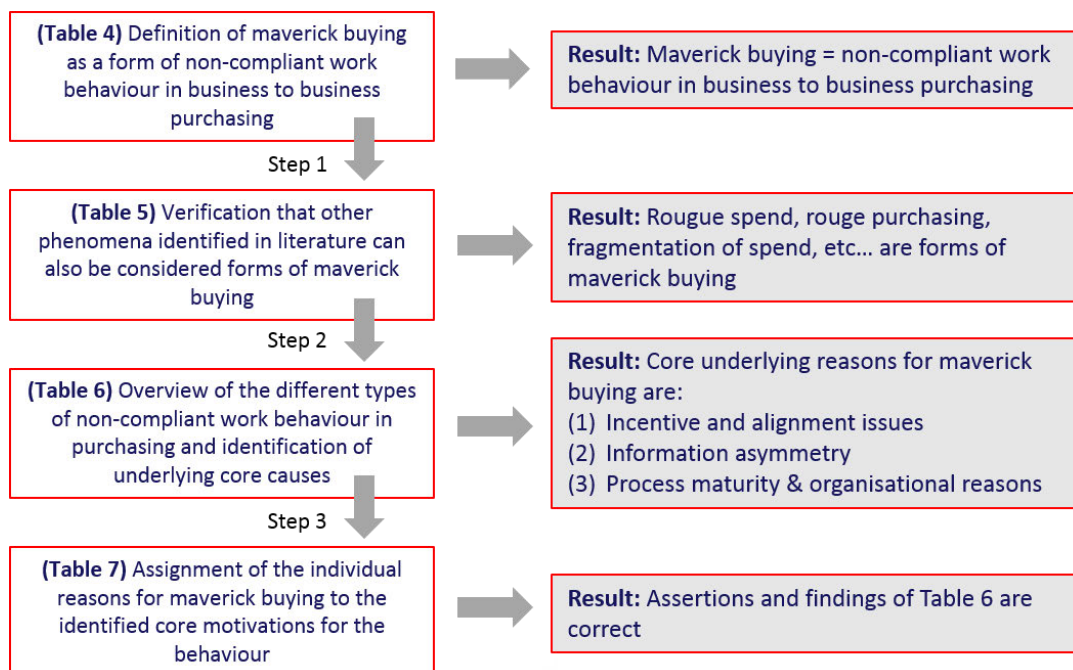 (Table 4) Definition of maverick buying
as a form of non-compliant work
behaviour in business to business
purchasing
Result: Maverick buying = non-compliant work
behaviour in business to business purchasing
Step 1
(Table 5) Verification that other
phenomena identified in literature can
also be considered forms of maverick
buying
Result: Rougue spend, rouge purchasing,
fragmentation of spend, etc... are forms of
maverick buying
Step 2
(Table 6) Overview of the different types
of non-compliant work behaviour in
purchasing and identification of
underlying core causes
Result: Core underlying reasons for maverick
buying are:
(1) Incentive and alignment issues
(2) Information asymmetry
(3) Process maturity & organisational reasons
Step 3
(Table 7) Assignment of the individual
reasons for maverick buying to the
identified core motivations for the
behaviour
Result: Assertions and findings of Table 6 are
correct